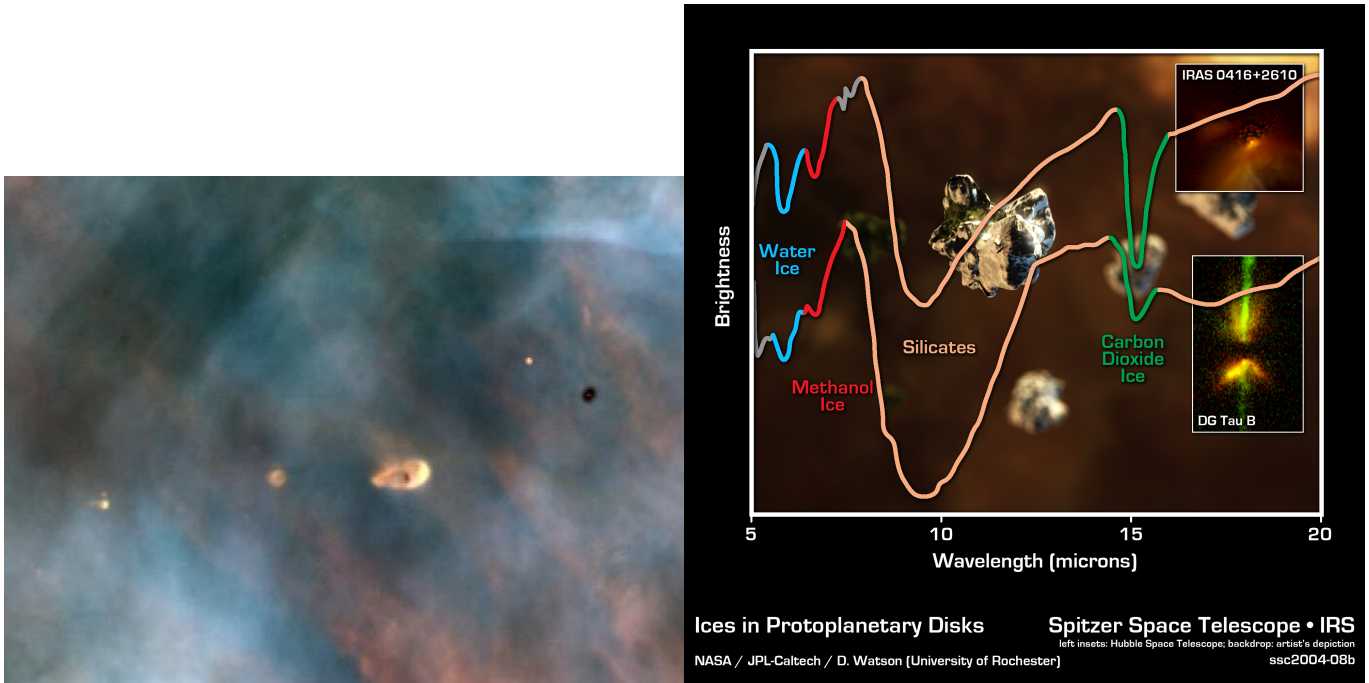 IRAS 0416+2610
Brightness
Water
Ice
Methanol
Ice
Silicates
Carbon
Dioxide
Ice
DG Tau B
5 10 15 20
Wavelength (microns)
Ices in Protoplanetary Disks
Spitzer Space Telescope • IRS
left insets: Hubble Space Telescope; backdrop: artist's depiction
NASA / JPL-Caltech / D. Watson (University of Rochester)
ssc2004-08b